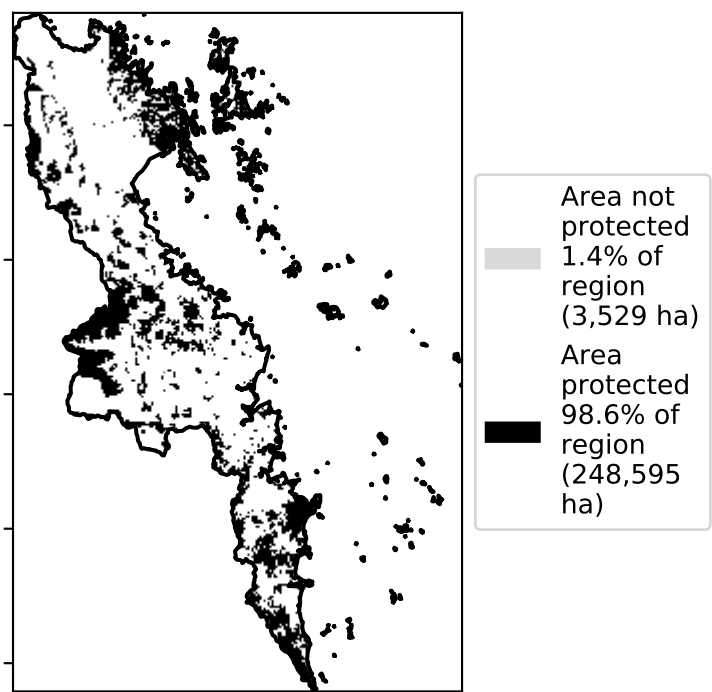 Area not
protected
1.4% of
region
(3,529 ha)
Area
protected
98.6% of
region
(248,595
ha)